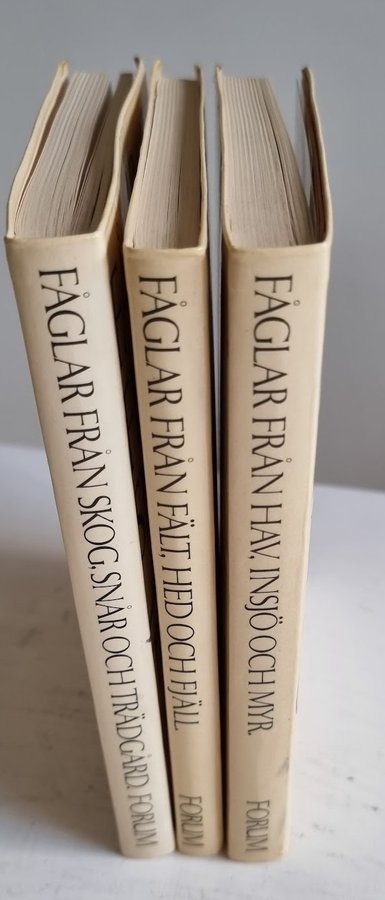 FÅGLAR FRÅN SKOG, SNÅR OCH TRÄDGÅRD. FORUM
FÅGLAR FRÅN FÄLT, HED OCH FJÄLL. FORUM
FÅGLAR FRÅN HAV, INSJÖ OCH MYR. FORUM